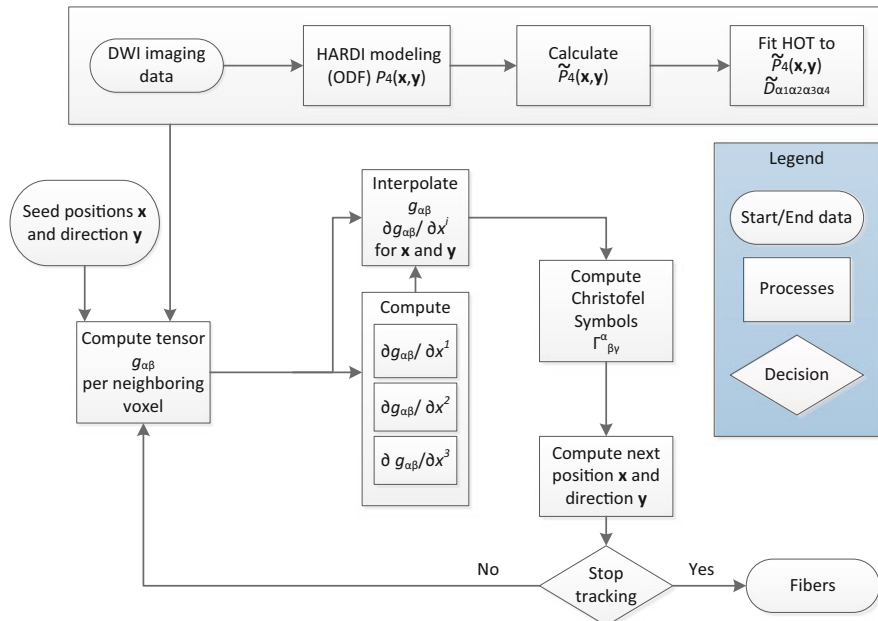 DWI imaging
data
HARDI modeling
(ODF) P₄(x,y)
Calculate
P̃₄(x,y)
Fit HOT to
P̃₄(x,y)
D̃α1α2α3α4
Seed positions x
and direction y
Compute tensor
gαβ
per neighboring
voxel
Interpolate
gαβ
∂gαβ/ ∂xⁱ
for x and y
Compute
∂gαβ/ ∂x¹
∂gαβ/ ∂x²
∂ gαβ/∂x³
Compute
Christofel
Symbols
Γᵅβγ
Compute next
position x and
direction y
Stop
tracking
No
Yes
Fibers
Legend
Start/End data
Processes
Decision